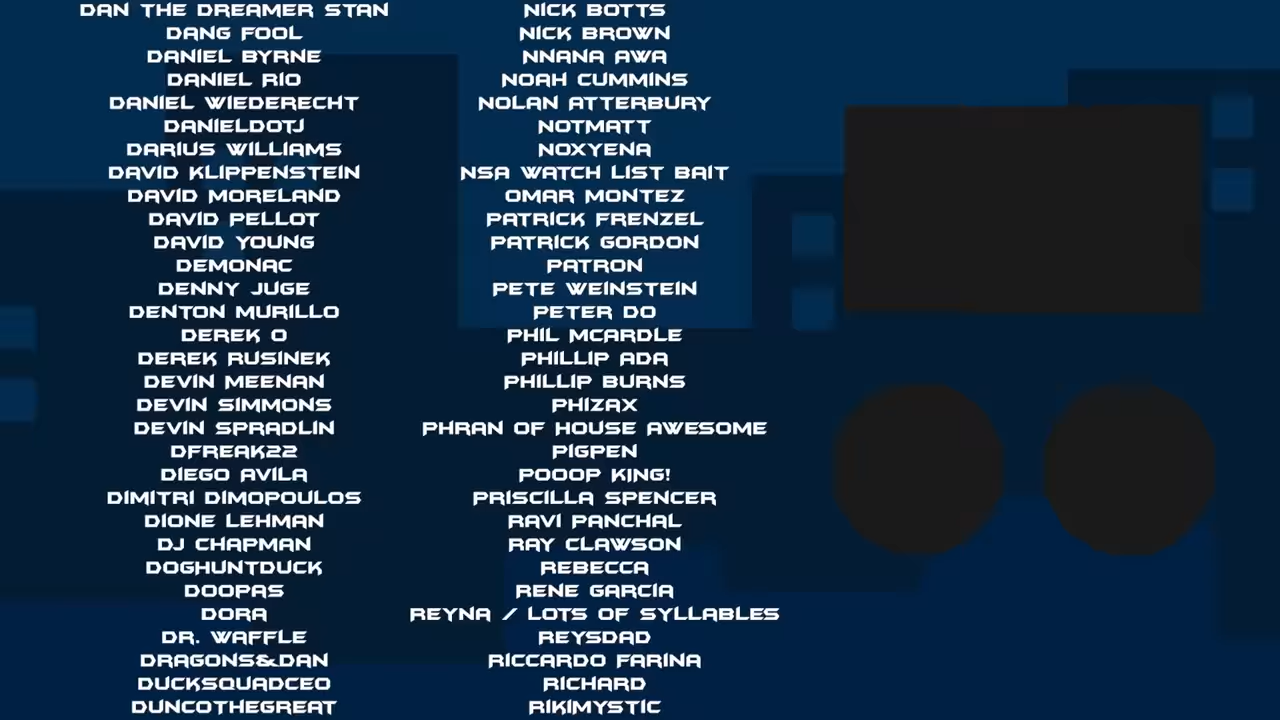 DAN THE DREAMER STAN
DANG FOOL
DANIEL BYRNE
DANIEL RIO
DANIEL WIEDERECHT
DANIELDOTJ
DARIUS WILLIAMS
DAVID KLIPPENSTEIN
DAVID MORELAND
DAVID PELLOT
DAVID YOUNG
DEMONAC
DENNY JUGE
DENTON MURILLO
DEREK O
DEREK RUSINEK
DEVIN MEENAN
DEVIN SIMMONS
DEVIN SPRADLIN
DFREAK22
DIEGO AVILA
DIMITRI DIMOPOULOS
DIONE LEHMAN
DJ CHAPMAN
DOGHUNTDUCK
DOOPAS
DORA
DR. WAFFLE
DRAGONS&DAN
DUCKSQUADCEO
DUNCOTHEGREAT
NICK BOTTS
NICK BROWN
NNANA AWA
NOAH CUMMINS
NOLAN ATTERBURY
NOTMATT
NOXYENA
NSA WATCH LIST BAIT
OMAR MONTEZ
PATRICK FRENZEL
PATRICK GORDON
PATRON
PETE WEINSTEIN
PETER DO
PHIL MCARDLE
PHILLIP ADA
PHILLIP BURNS
PHIZAX
PHRAN OF HOUSE AWESOME
PIGPEN
POOOP KING!
PRISCILLA SPENCER
RAVI PANCHAL
RAY CLAWSON
REBECCA
RENE GARCIA
REYNA / LOTS OF SYLLABLES
REYSDAD
RICCARDO FARINA
RICHARD
RIKIMYSTIC